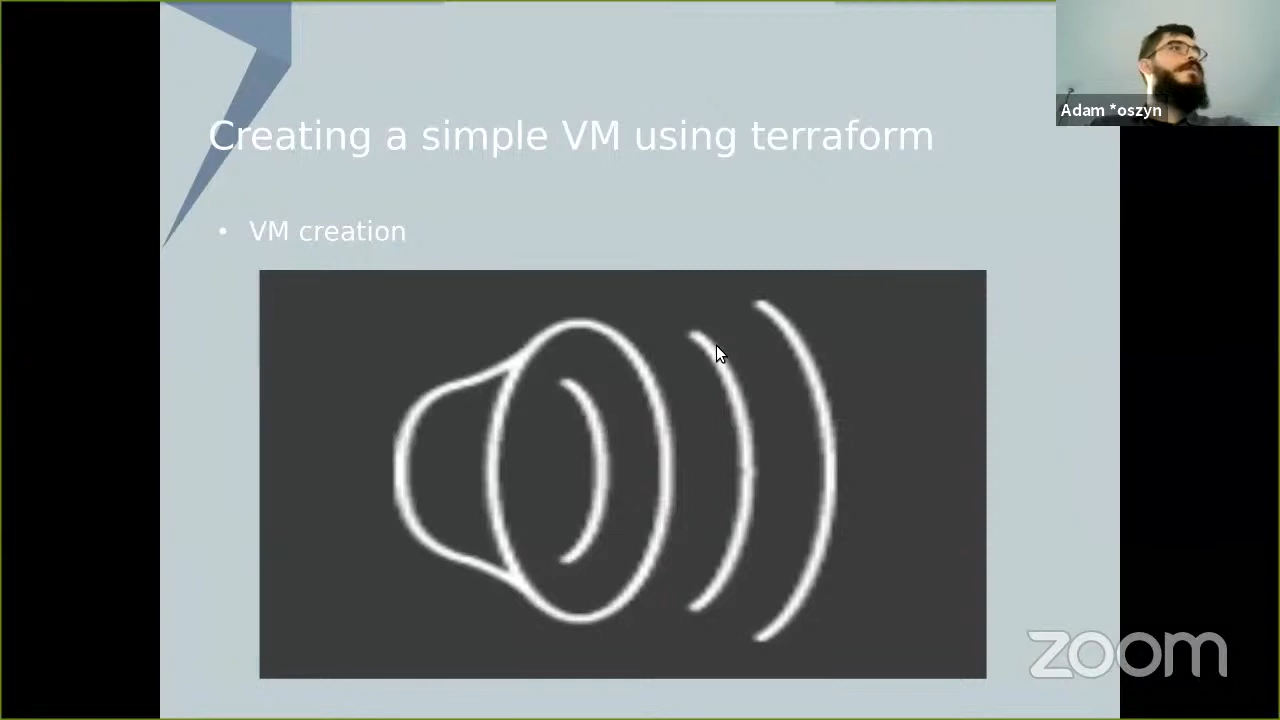 Creating a simple VM using terraform
• VM creation
Adam *oszyn
zoom